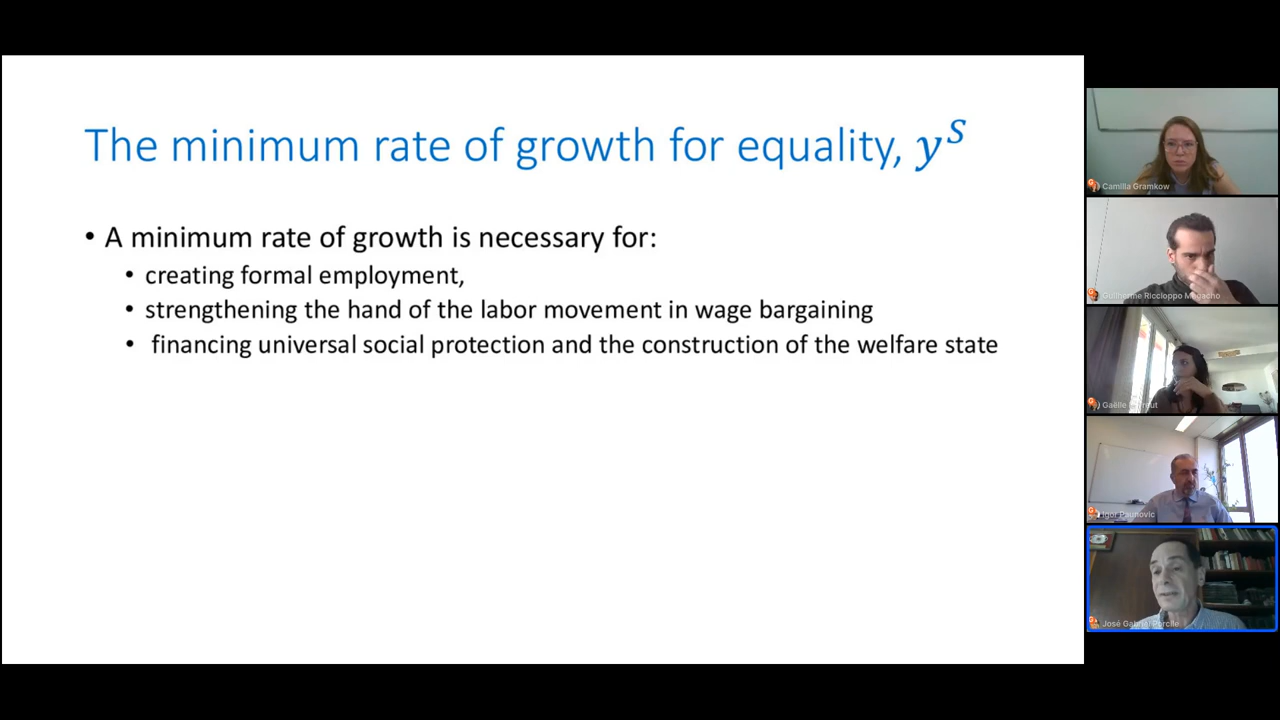 The minimum rate of growth for equality, y^S
• A minimum rate of growth is necessary for:
• creating formal employment,
• strengthening the hand of the labor movement in wage bargaining
• financing universal social protection and the construction of the welfare state
Camilla Gramkow
Guilherme Riccioppo
Gaëlle
Igor Paunovic
José Gabriel Porcile